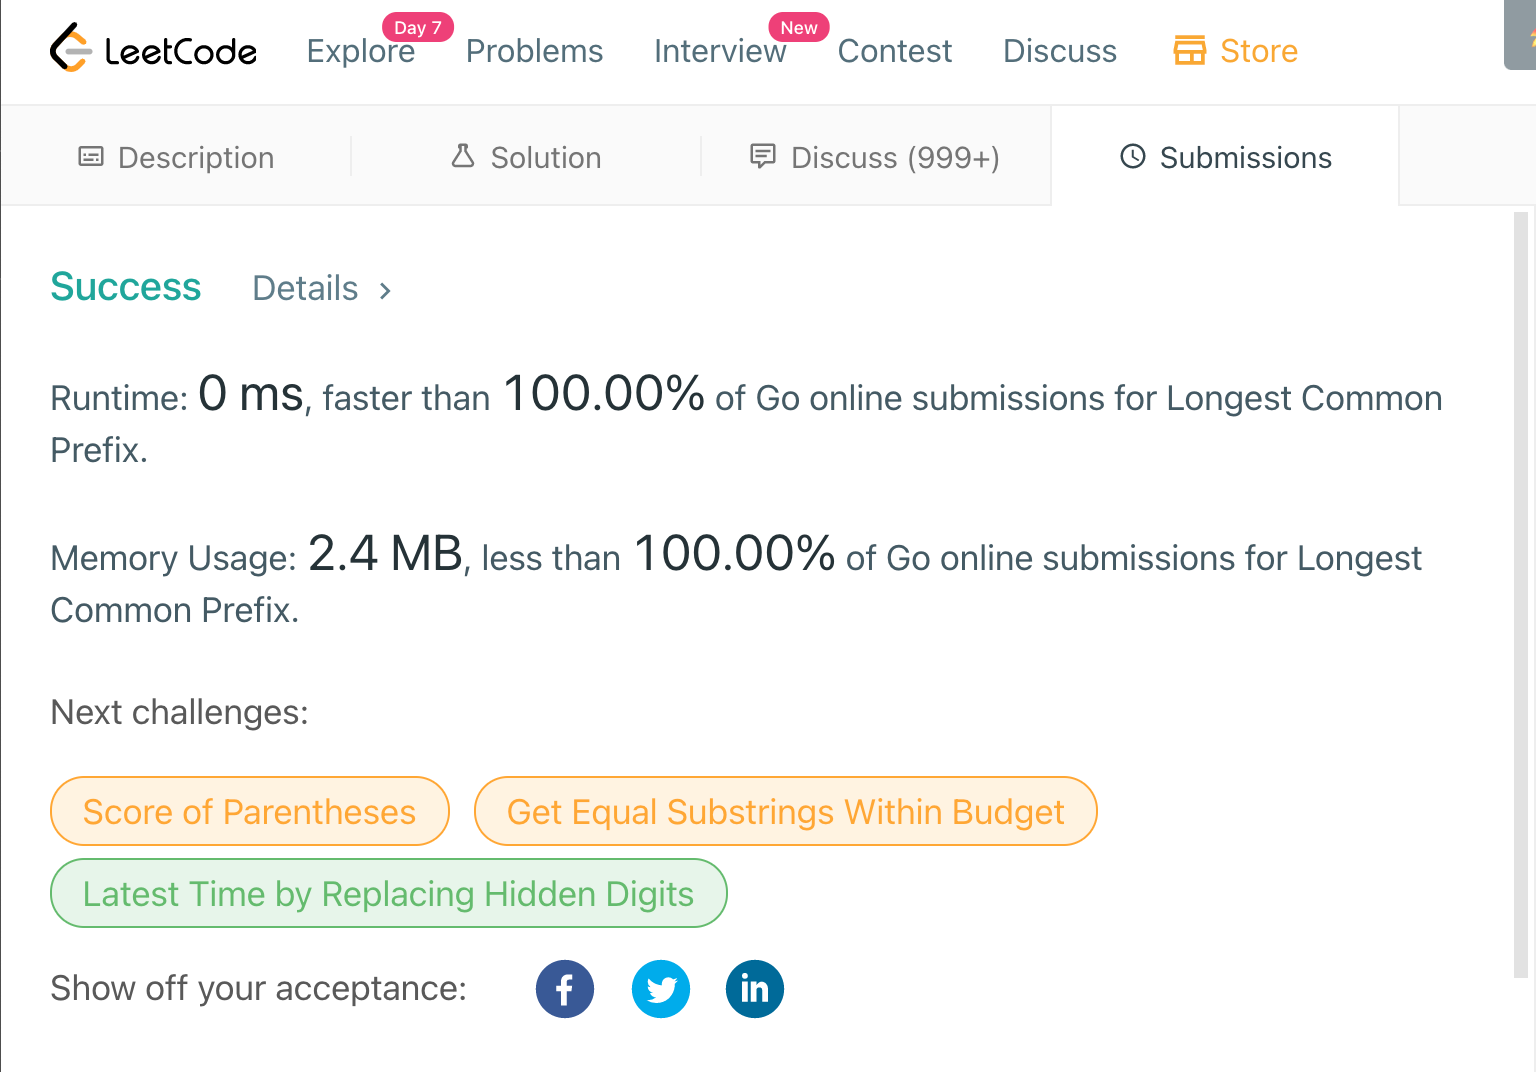 LeetCode Explore Day 7 Problems Interview New Contest Discuss Store
Description Solution Discuss (999+) Submissions
Success Details
Runtime: 0 ms, faster than 100.00% of Go online submissions for Longest Common
Prefix.
Memory Usage: 2.4 MB, less than 100.00% of Go online submissions for Longest
Common Prefix.
Next challenges:
Score of Parentheses Get Equal Substrings Within Budget
Latest Time by Replacing Hidden Digits
Show off your acceptance: f in